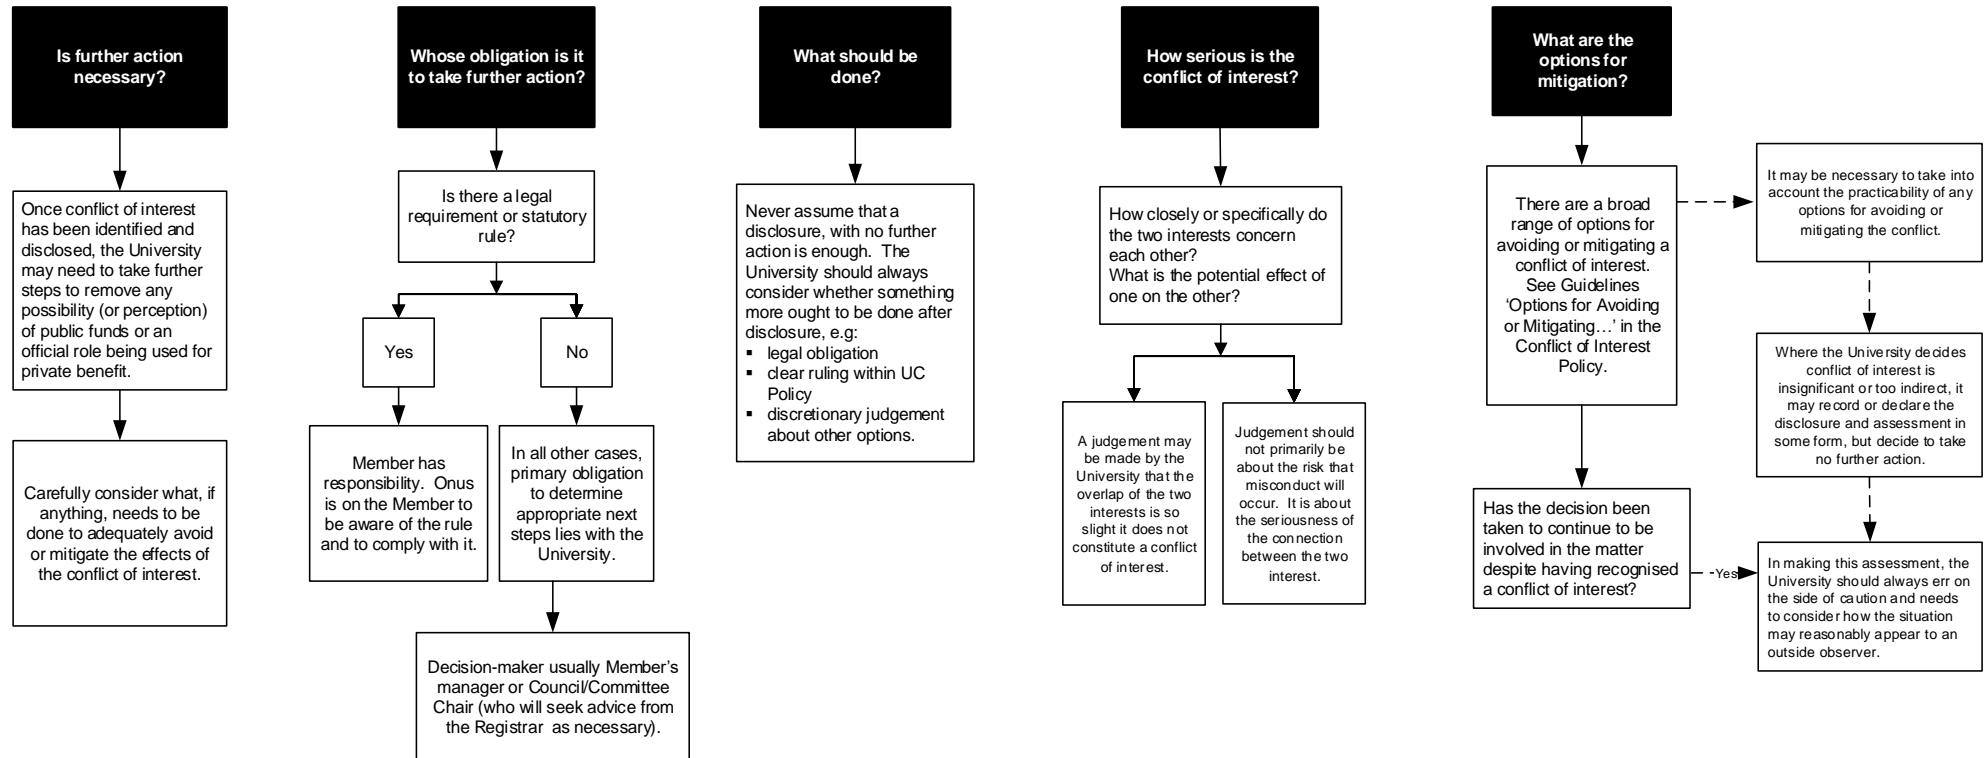 Is further action
necessary?
Once conflict of interest
has been identified and
disclosed, the University
may need to take further
steps to remove any
possibility (or perception)
of public funds or an
official role being used for
private benefit.
Carefully consider what, if
anything, needs to be
done to adequately avoid
or mitigate the effects of
the conflict of interest.
Whose obligation is it
to take further action?
Is there a legal
requirement or statutory
rule?
Yes
No
Member has
responsibility. Onus
is on the Member to
be aware of the rule
and to comply with it.
In all other cases,
primary obligation
to determine
appropriate next
steps lies with the
University.
Decision-maker usually Member's
manager or Council/Committee
Chair (who will seek advice from
the Registrar as necessary).
What should be
done?
Never assume that a
disclosure, with no further
action is enough. The
University should always
consider whether something
more ought to be done after
disclosure, e.g:
▪ legal obligation
▪ clear ruling within UC
Policy
▪ discretionary judgement
about other options.
How serious is the
conflict of interest?
How closely or specifically do
the two interests concern
each other?
What is the potential effect of
one on the other?
A judgement may
be made by the
University that the
overlap of the two
interests is so
slight it does not
constitute a conflict
of interest.
Judgement should
not primarily be
about the risk that
misconduct will
occur. It is about
the seriousness of
the connection
between the two
interest.
What are the
options for
mitigation?
There are a broad
range of options for
avoiding or mitigating a
conflict of interest.
See Guidelines
‘Options for Avoiding
or Mitigating…’ in the
Conflict of Interest
Policy.
Has the decision been
taken to continue to be
involved in the matter
despite having recognised
a conflict of interest?
Yes
It may be necessary to take into
account the practicability of any
options for avoiding or
mitigating the conflict.
Where the University decides
conflict of interest is
insignificant or too indirect, it
may record or declare the
disclosure and assessment in
some form, but decide to take
no further action.
In making this assessment, the
University should always err on
the side of caution and needs
to consider how the situation
may reasonably appear to an
outside observer.